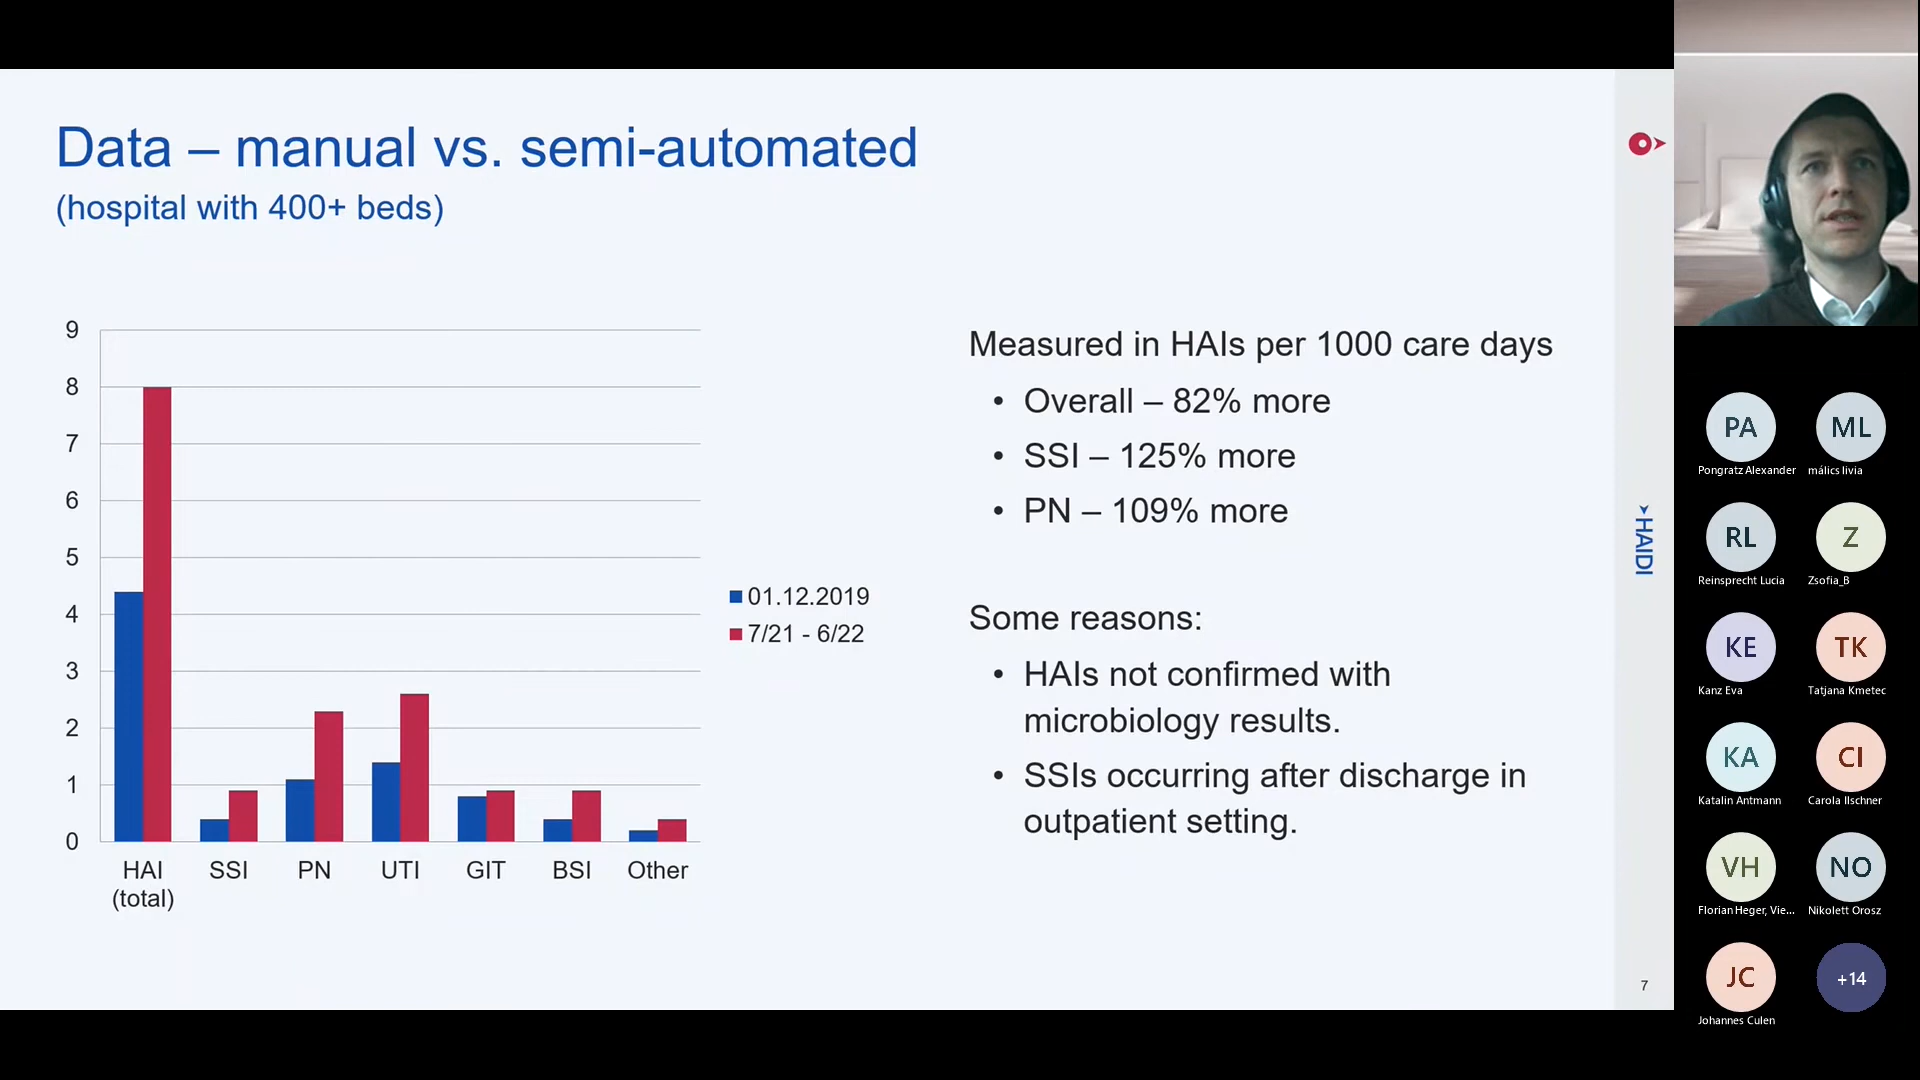 Data – manual vs. semi-automated
(hospital with 400+ beds)
9
8
7
6
5
4
3
2
1
0
HAI
(total)
SSI
PN
UTI
GIT
BSI
Other
01.12.2019
7/21 - 6/22
Measured in HAIs per 1000 care days
• Overall – 82% more
• SSI – 125% more
• PN – 109% more
Some reasons:
• HAIs not confirmed with
microbiology results.
• SSIs occurring after discharge in
outpatient setting.
HAIDI
7
PA
Pongratz Alexander
ML
málics lívia
RL
Reinsprecht Lucia
Z
Zsofia_B
KE
Kanz Eva
TK
Tatjana Kmetec
KA
Katalin Antmann
CI
Carola Ilschner
VH
Florian Heger, Vie...
NO
Nikolett Orosz
JC
Johannes Culen
+14